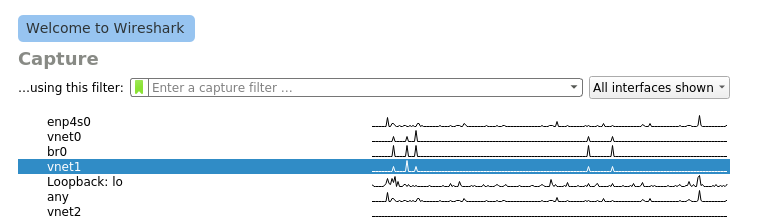 Welcome to Wireshark
Capture
...using this filter: Enter a capture filter ... All interfaces shown
enp4s0
vnet0
br0
vnet1
Loopback: lo
any
vnet2